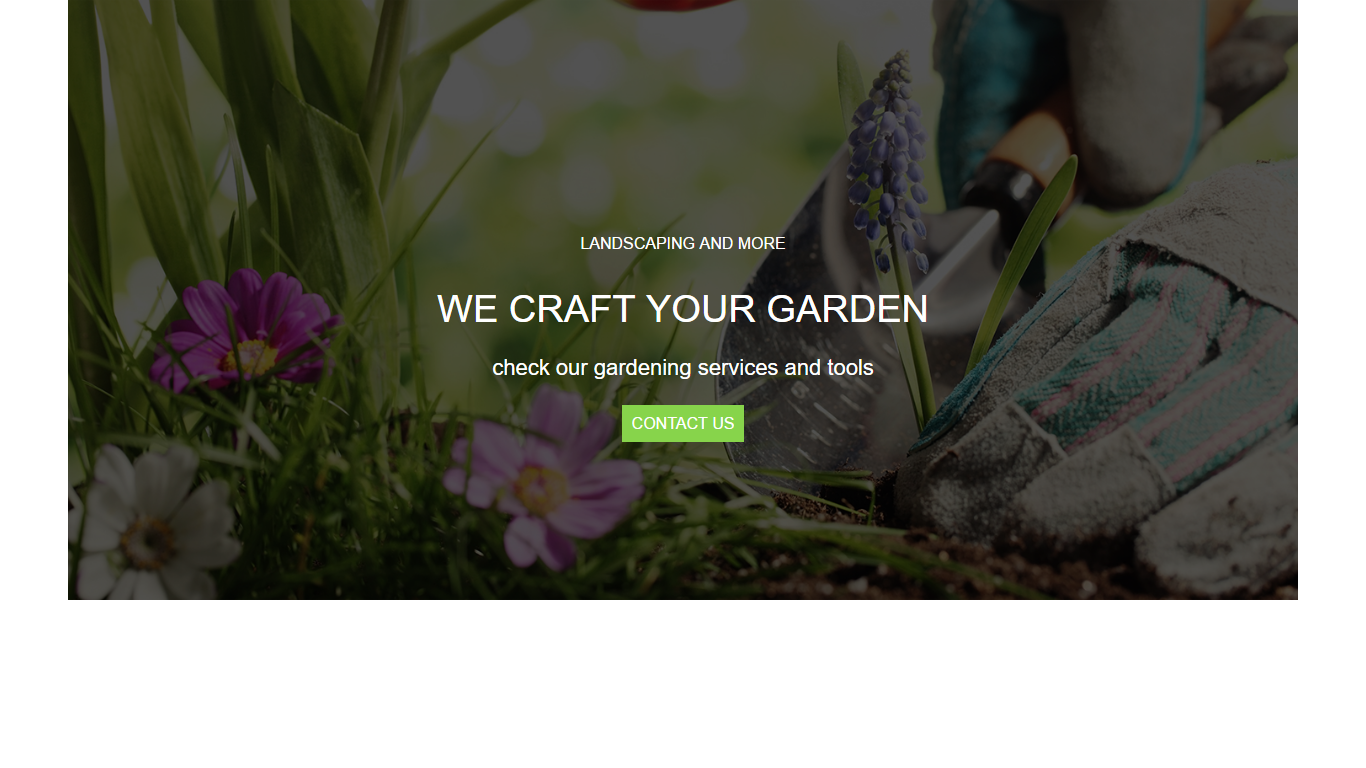 LANDSCAPING AND MORE
WE CRAFT YOUR GARDEN
check our gardening services and tools
CONTACT US